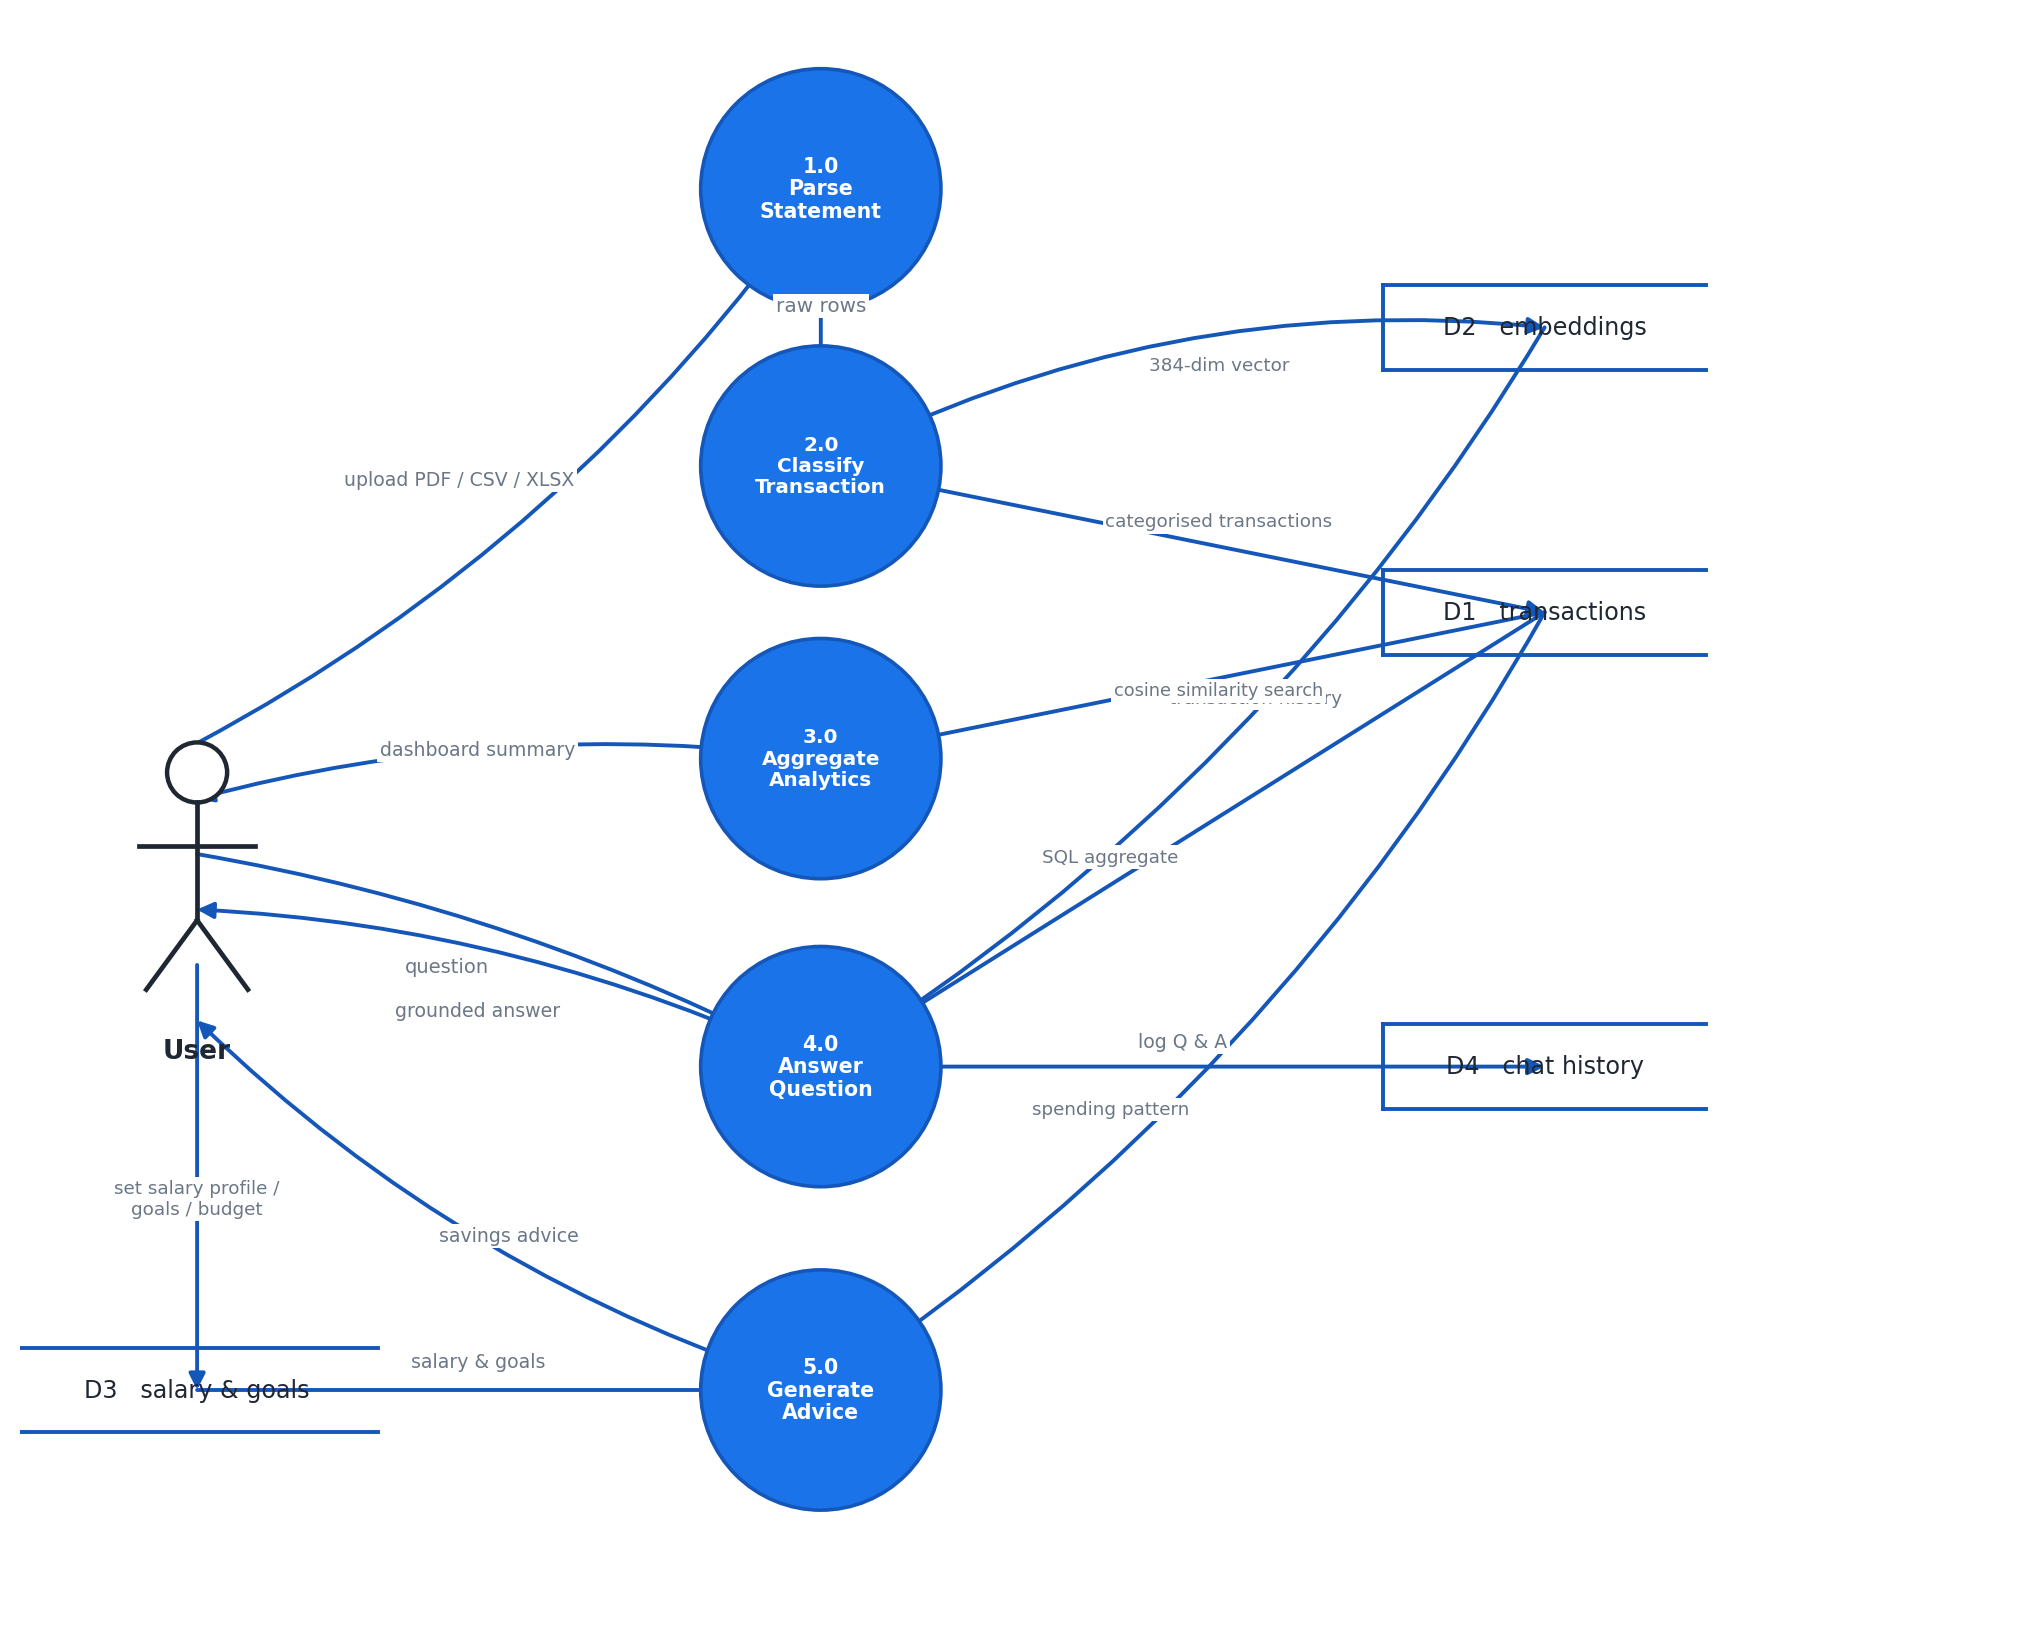 1.0
Parse
Statement
raw rows
D2 embeddings
384-dim vector
2.0
Classify
Transaction
upload PDF / CSV / XLSX
categorised transactions
D1 transactions
cosine similarity search
3.0
Aggregate
Analytics
dashboard summary
SQL aggregate
question
grounded answer
User
4.0
Answer
Question
log Q & A
D4 chat history
spending pattern
set salary profile /
goals / budget
savings advice
salary & goals
D3 salary & goals
5.0
Generate
Advice